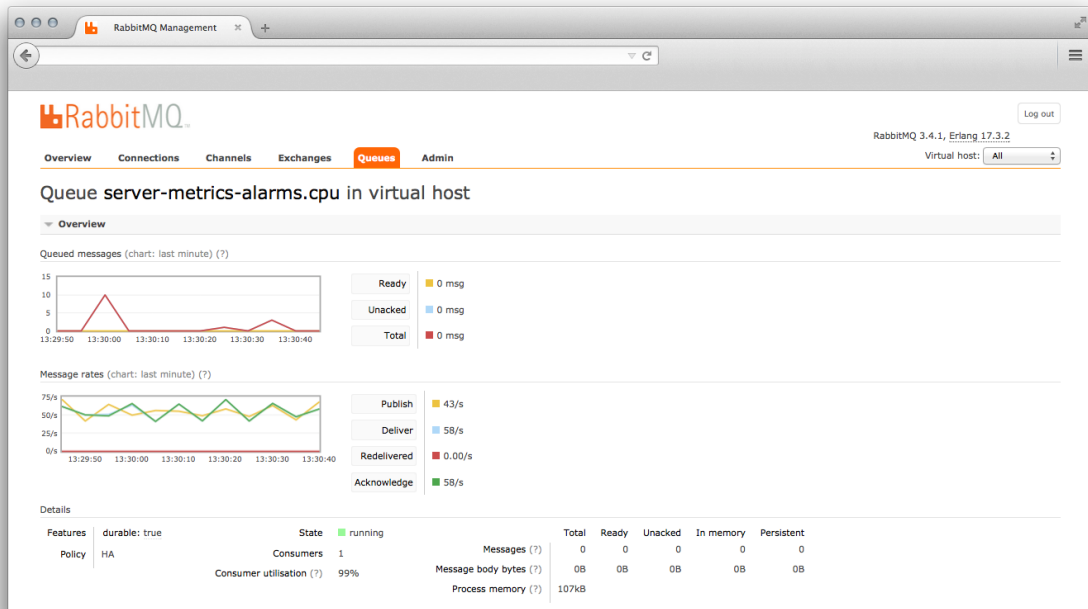 RabbitMQ Management
RabbitMQ
Log out
RabbitMQ 3.4.1, Erlang 17.3.2
Overview Connections Channels Exchanges Queues Admin
Virtual host: All
Queue server-metrics-alarms.cpu in virtual host
Overview
Queued messages (chart: last minute) (?)
15
10
5
0
13:29:50 13:30:00 13:30:10 13:30:20 13:30:30 13:30:40
Ready 0 msg
Unacked 0 msg
Total 0 msg
Message rates (chart: last minute) (?)
75/s
50/s
25/s
0/s
13:29:50 13:30:00 13:30:10 13:30:20 13:30:30 13:30:40
Publish 43/s
Deliver 58/s
Redelivered 0.00/s
Acknowledge 58/s
Details
Features durable: true
Policy HA
State running
Consumers 1
Consumer utilisation (?) 99%
Total Ready Unacked In memory Persistent
Messages (?) 0 0 0 0 0
Message body bytes (?) 0B 0B 0B 0B 0B
Process memory (?) 107kB